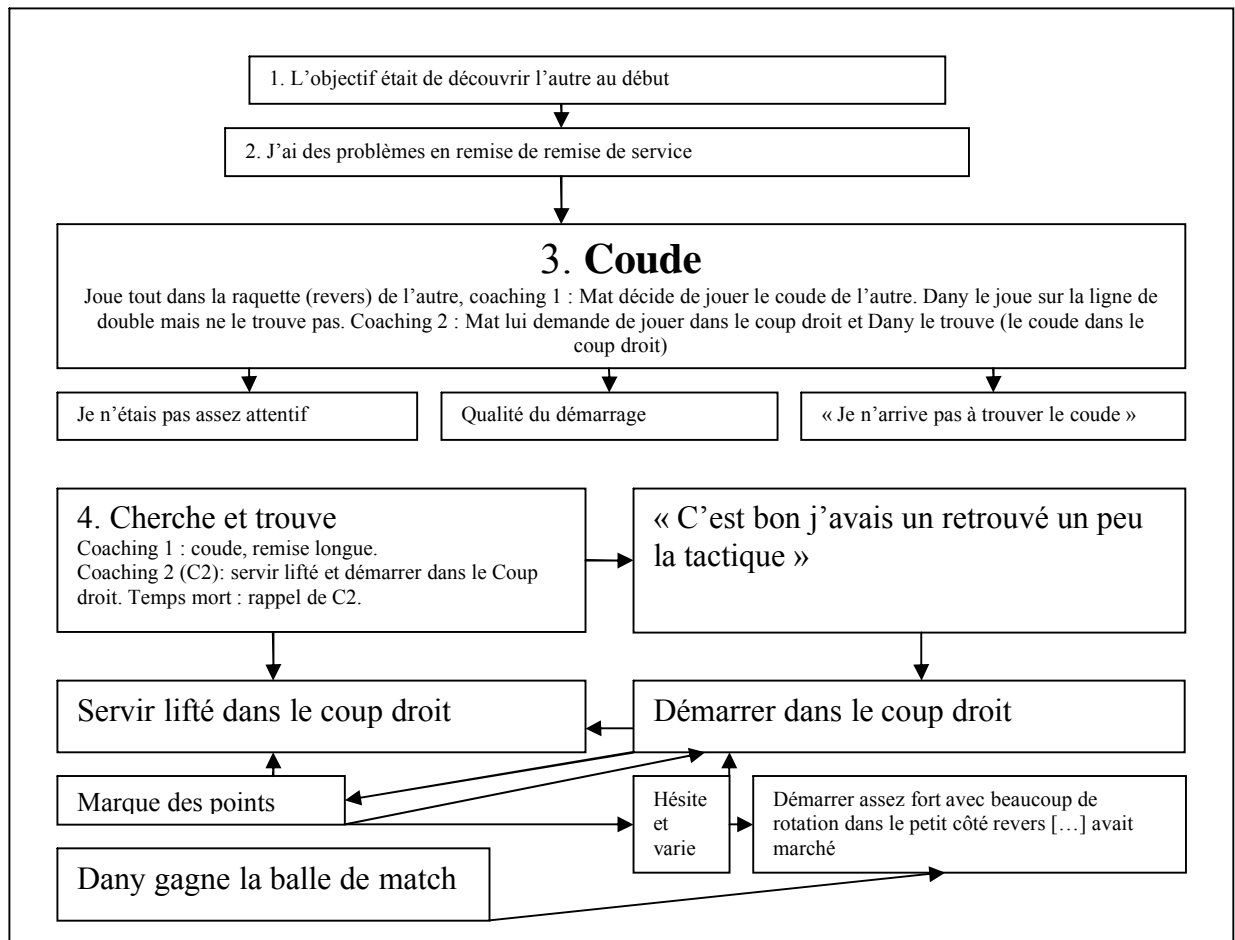 1. L’objectif était de découvrir l’autre au début
2. J’ai des problèmes en remise de remise de service
3. Coude
Joue tout dans la raquette (revers) de l’autre, coaching 1 : Mat décide de jouer le coude de l’autre. Dany le joue sur la ligne de
double mais ne le trouve pas. Coaching 2 : Mat lui demande de jouer dans le coup droit et Dany le trouve (le coude dans le
coup droit)
Je n’étais pas assez attentif
Qualité du démarrage
« Je n’arrive pas à trouver le coude »
4. Cherche et trouve
Coaching 1 : coude, remise longue.
Coaching 2 (C2): servir lifté et démarrer dans le Coup
droit. Temps mort : rappel de C2.
« C’est bon j’avais un retrouvé un peu
la tactique »
Servir lifté dans le coup droit
Démarrer dans le coup droit
Marque des points
Hésite
et
varie
Démarrer assez fort avec beaucoup de
rotation dans le petit côté revers […] avait
marché
Dany gagne la balle de match